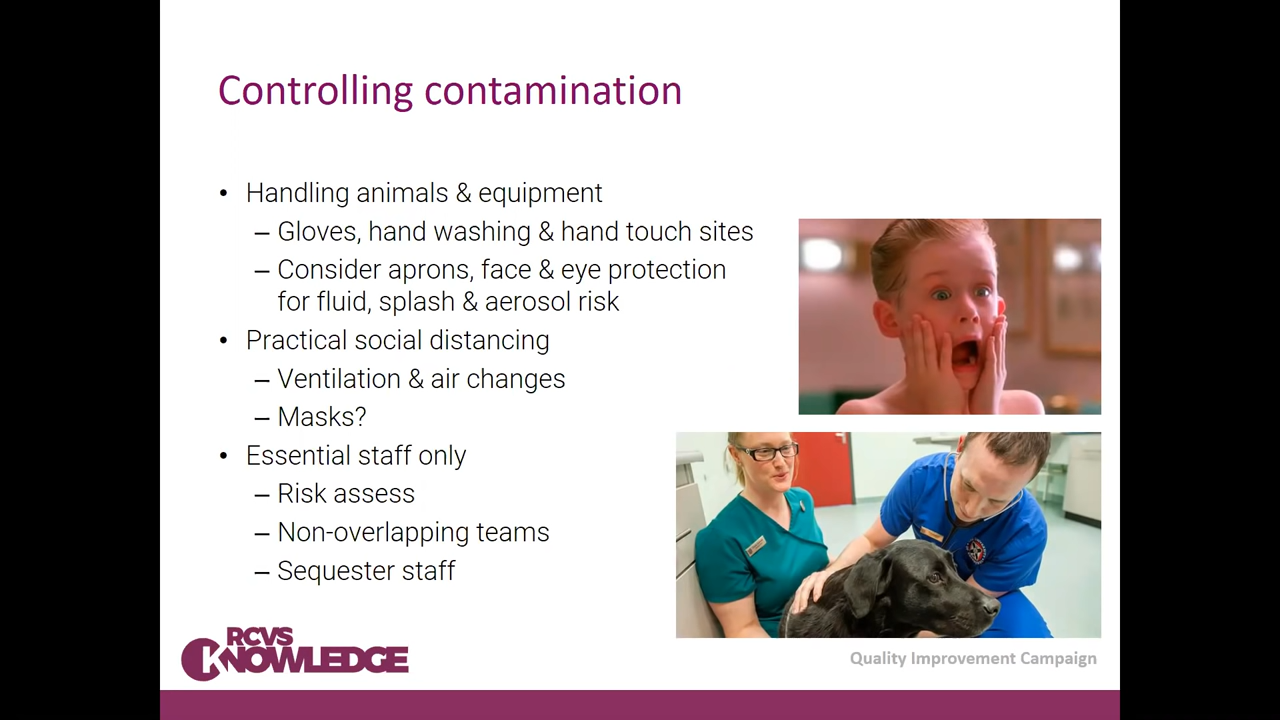 Controlling contamination
• Handling animals & equipment
– Gloves, hand washing & hand touch sites
– Consider aprons, face & eye protection
for fluid, splash & aerosol risk
• Practical social distancing
– Ventilation & air changes
– Masks?
• Essential staff only
– Risk assess
– Non-overlapping teams
– Sequester staff
RCVS
KNOWLEDGE
Quality Improvement Campaign